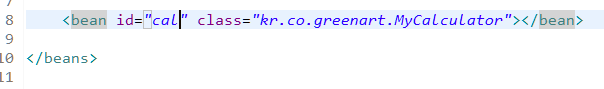 8 <bean id="cal" class="kr.co.greenart.MyCalculator"></bean>
9
10 </beans>
11